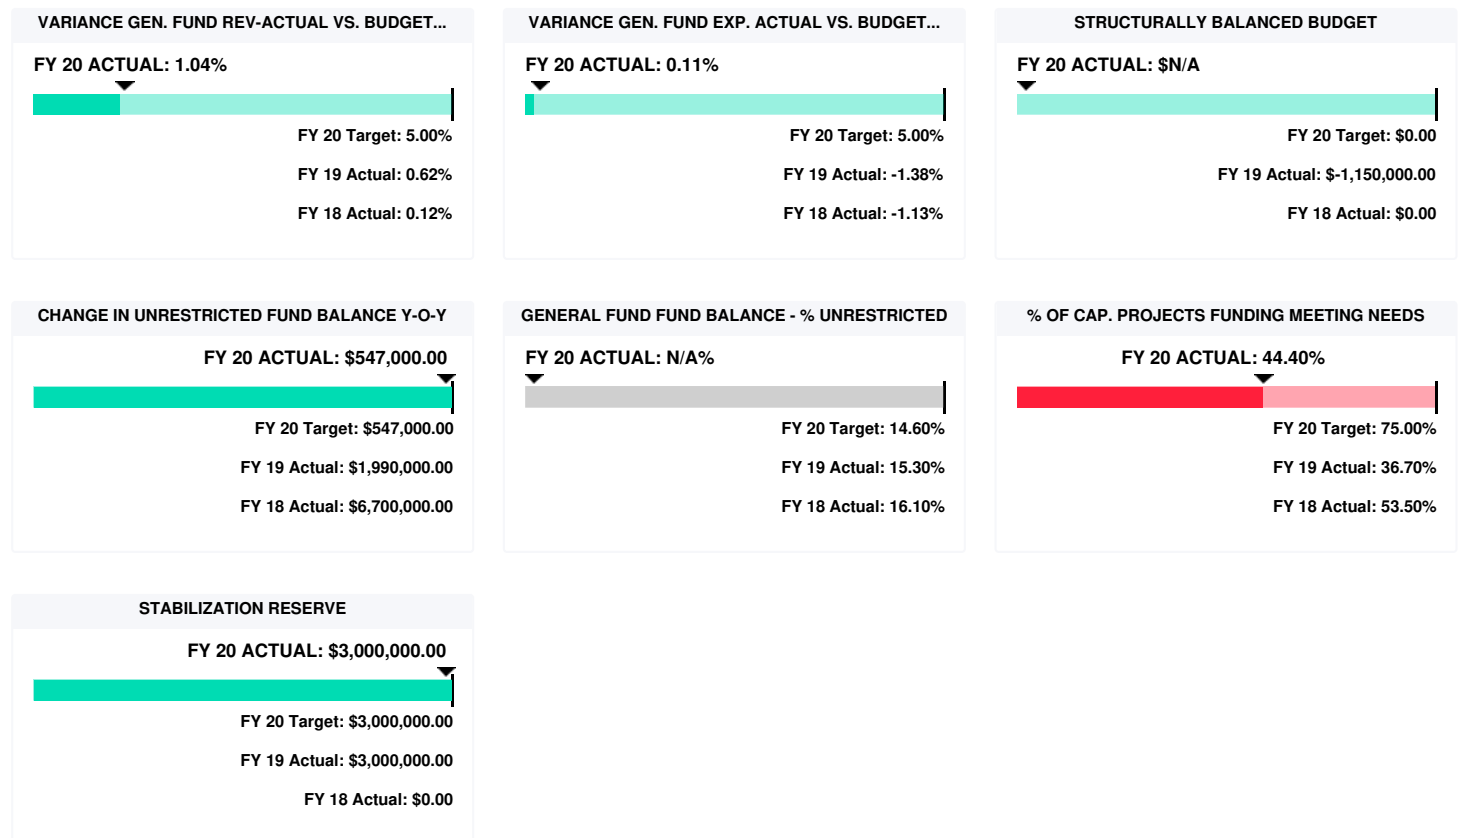 VARIANCE GEN. FUND REV-ACTUAL VS. BUDGET...
FY 20 ACTUAL: 1.04%
FY 20 Target: 5.00%
FY 19 Actual: 0.62%
FY 18 Actual: 0.12%
VARIANCE GEN. FUND EXP. ACTUAL VS. BUDGET...
FY 20 ACTUAL: 0.11%
FY 20 Target: 5.00%
FY 19 Actual: -1.38%
FY 18 Actual: -1.13%
STRUCTURALLY BALANCED BUDGET
FY 20 ACTUAL: $N/A
FY 20 Target: $0.00
FY 19 Actual: $-1,150,000.00
FY 18 Actual: $0.00
CHANGE IN UNRESTRICTED FUND BALANCE Y-O-Y
FY 20 ACTUAL: $547,000.00
FY 20 Target: $547,000.00
FY 19 Actual: $1,990,000.00
FY 18 Actual: $6,700,000.00
GENERAL FUND FUND BALANCE - % UNRESTRICTED
FY 20 ACTUAL: N/A%
FY 20 Target: 14.60%
FY 19 Actual: 15.30%
FY 18 Actual: 16.10%
% OF CAP. PROJECTS FUNDING MEETING NEEDS
FY 20 ACTUAL: 44.40%
FY 20 Target: 75.00%
FY 19 Actual: 36.70%
FY 18 Actual: 53.50%
STABILIZATION RESERVE
FY 20 ACTUAL: $3,000,000.00
FY 20 Target: $3,000,000.00
FY 19 Actual: $3,000,000.00
FY 18 Actual: $0.00